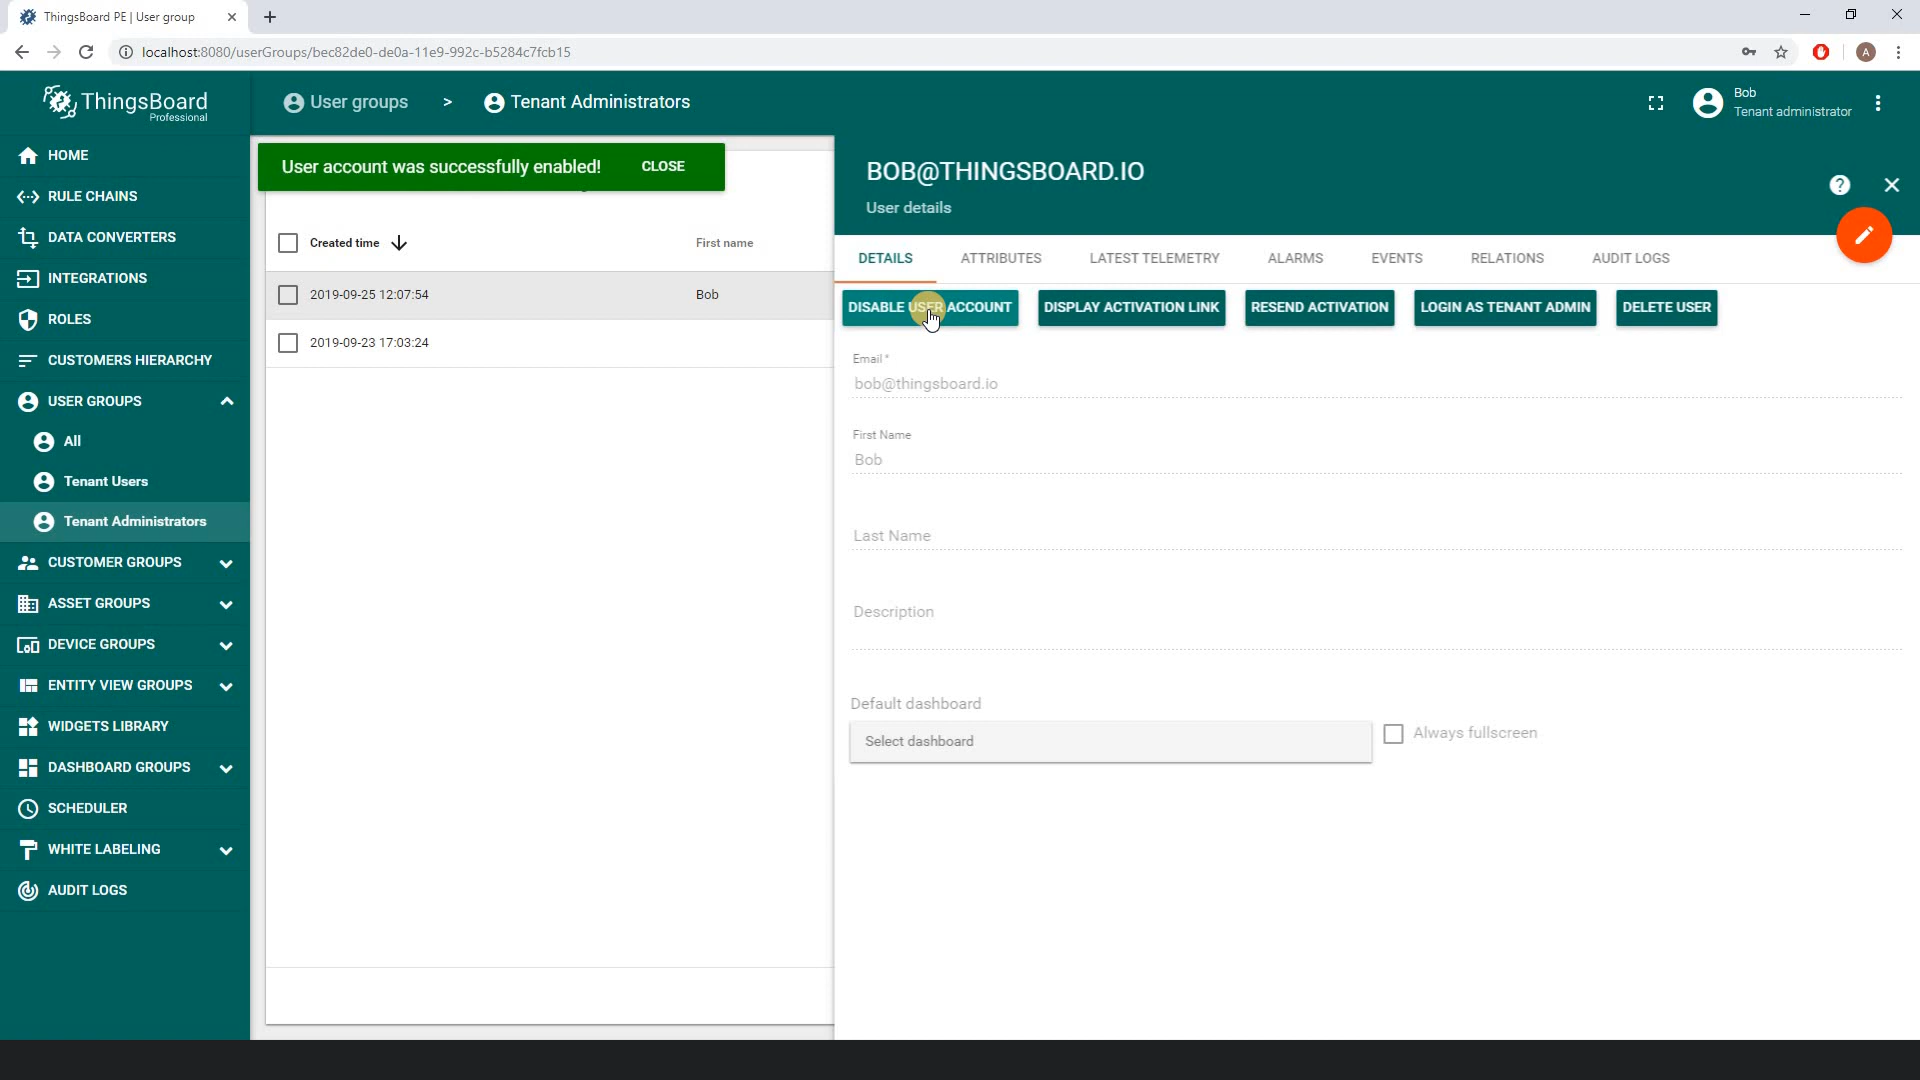 ThingsBoard PE | User group
localhost:8080/userGroups/bec82de0-de0a-11e9-992c-b5284c7fcb15
A
ThingsBoard
Professional
User groups > Tenant Administrators
Bob
Tenant administrator
HOME
RULE CHAINS
DATA CONVERTERS
INTEGRATIONS
ROLES
CUSTOMERS HIERARCHY
USER GROUPS
All
Tenant Users
Tenant Administrators
CUSTOMER GROUPS
ASSET GROUPS
DEVICE GROUPS
ENTITY VIEW GROUPS
WIDGETS LIBRARY
DASHBOARD GROUPS
SCHEDULER
WHITE LABELING
AUDIT LOGS
User account was successfully enabled! CLOSE
Created time First name
2019-09-25 12:07:54 Bob
2019-09-23 17:03:24
BOB@THINGSBOARD.IO
User details
DETAILS ATTRIBUTES LATEST TELEMETRY ALARMS EVENTS RELATIONS AUDIT LOGS
DISABLE USER ACCOUNT DISPLAY ACTIVATION LINK RESEND ACTIVATION LOGIN AS TENANT ADMIN DELETE USER
Email *
bob@thingsboard.io
First Name
Bob
Last Name
Description
Default dashboard
Select dashboard
Always fullscreen